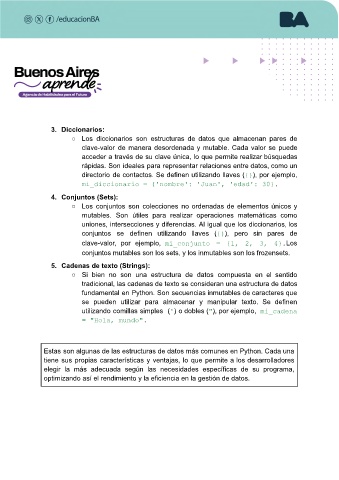 /educacionBA
BA
Buenos Aires
aprende
Agencia de Habilidades para el Futuro
3. Diccionarios:
○ Los diccionarios son estructuras de datos que almacenan pares de
clave-valor de manera desordenada y mutable. Cada valor se puede
acceder a través de su clave única, lo que permite realizar búsquedas
rápidas. Son ideales para representar relaciones entre datos, como un
directorio de contactos. Se definen utilizando llaves ({}), por ejemplo,
mi_diccionario = {'nombre': 'Juan', 'edad': 30}.
4. Conjuntos (Sets):
○ Los conjuntos son colecciones no ordenadas de elementos únicos y
mutables. Son útiles para realizar operaciones matemáticas como
uniones, intersecciones y diferencias. Al igual que los diccionarios, los
conjuntos se definen utilizando llaves ({}), pero sin pares de
clave-valor, por ejemplo, mi_conjunto = {1, 2, 3, 4}.Los
conjuntos mutables son los sets, y los inmutables son los frozensets.
5. Cadenas de texto (Strings):
○ Si bien no son una estructura de datos compuesta en el sentido
tradicional, las cadenas de texto se consideran una estructura de datos
fundamental en Python. Son secuencias inmutables de caracteres que
se pueden utilizar para almacenar y manipular texto. Se definen
utilizando comillas simples (') o dobles ("), por ejemplo, mi_cadena
= "Hola, mundo".
Estas son algunas de las estructuras de datos más comunes en Python. Cada una
tiene sus propias características y ventajas, lo que permite a los desarrolladores
elegir la más adecuada según las necesidades específicas de su programa,
optimizando así el rendimiento y la eficiencia en la gestión de datos.